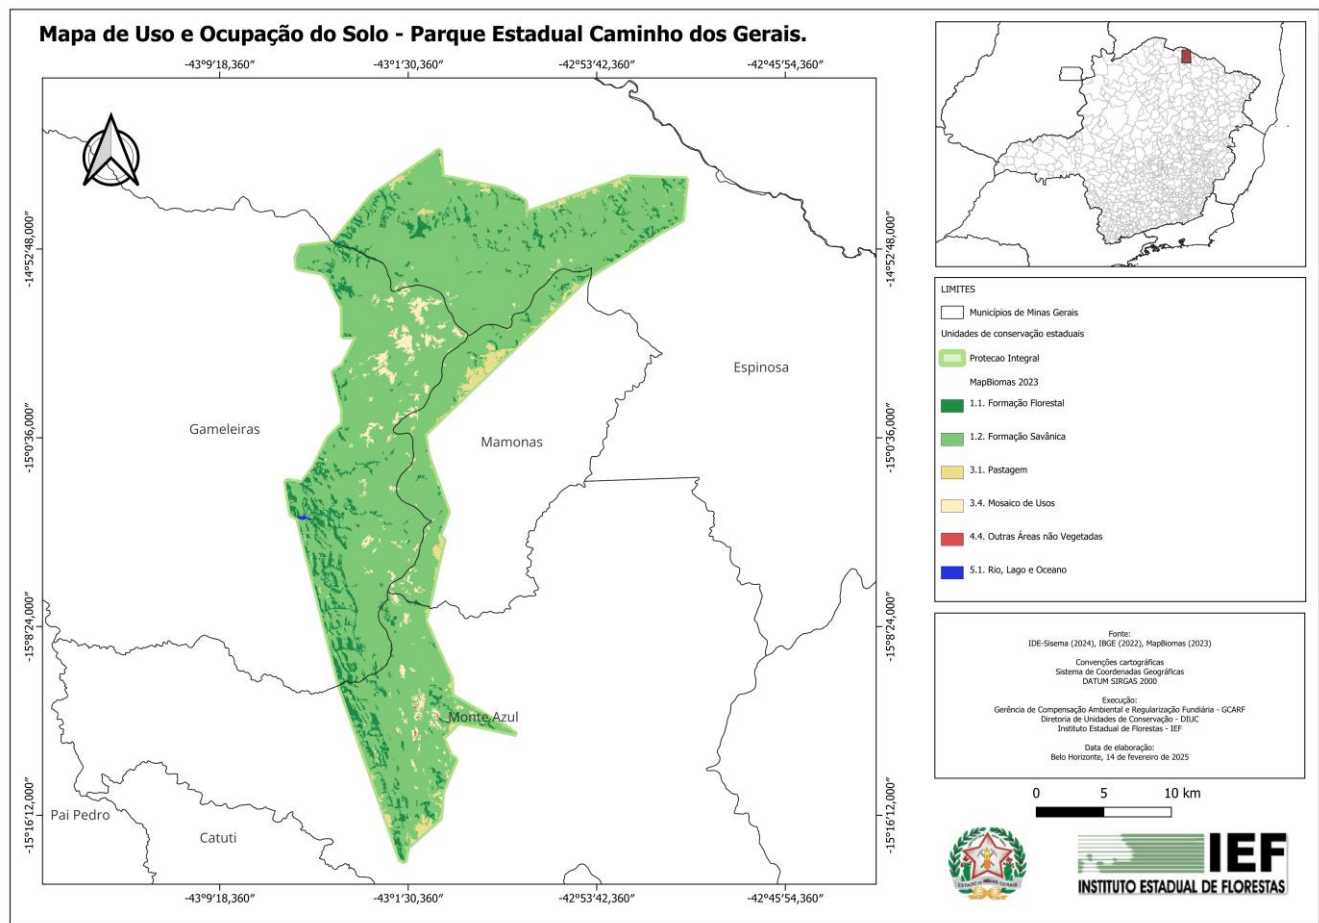 Mapa de Uso e Ocupação do Solo - Parque Estadual Caminho dos Gerais.
-43°9′18,360″
-43°1′30,360″
-42°53′42,360″
-42°45′54,360″
-14°52′48,000″
-14°52′48,000″
Espinosa
Gameleiras
Mamonas
-15°0′36,000″
-15°0′36,000″
-15°8′24,000″
-15°8′24,000″
Monte Azul
-15°16′12,000″
-15°16′12,000″
Pai Pedro
Catuti
-43°9′18,360″
-43°1′30,360″
-42°53′42,360″
-42°45′54,360″
LIMITES
Municípios de Minas Gerais
Unidades de conservação estaduais
Protecao Integral
MapBiomas 2023
1.1. Formação Florestal
1.2. Formação Savânica
3.1. Pastagem
3.4. Mosaico de Usos
4.4. Outras Áreas não Vegetadas
5.1. Rio, Lago e Oceano
Fonte:
IDE-Sisema (2024), IBGE (2022), MapBiomas (2023)
Convenções cartográficas
Sistema de Coordenadas Geográficas
DATUM SIRGAS 2000
Execução:
Gerência de Compensação Ambiental e Regularização Fundiária - GCARF
Diretoria de Unidades de Conservação - DIUC
Instituto Estadual de Florestas - IEF
Data de elaboração:
Belo Horizonte, 14 de fevereiro de 2025
0 5 10 km
ESTADO DE MINAS GERAIS
IEF
INSTITUTO ESTADUAL DE FLORESTAS